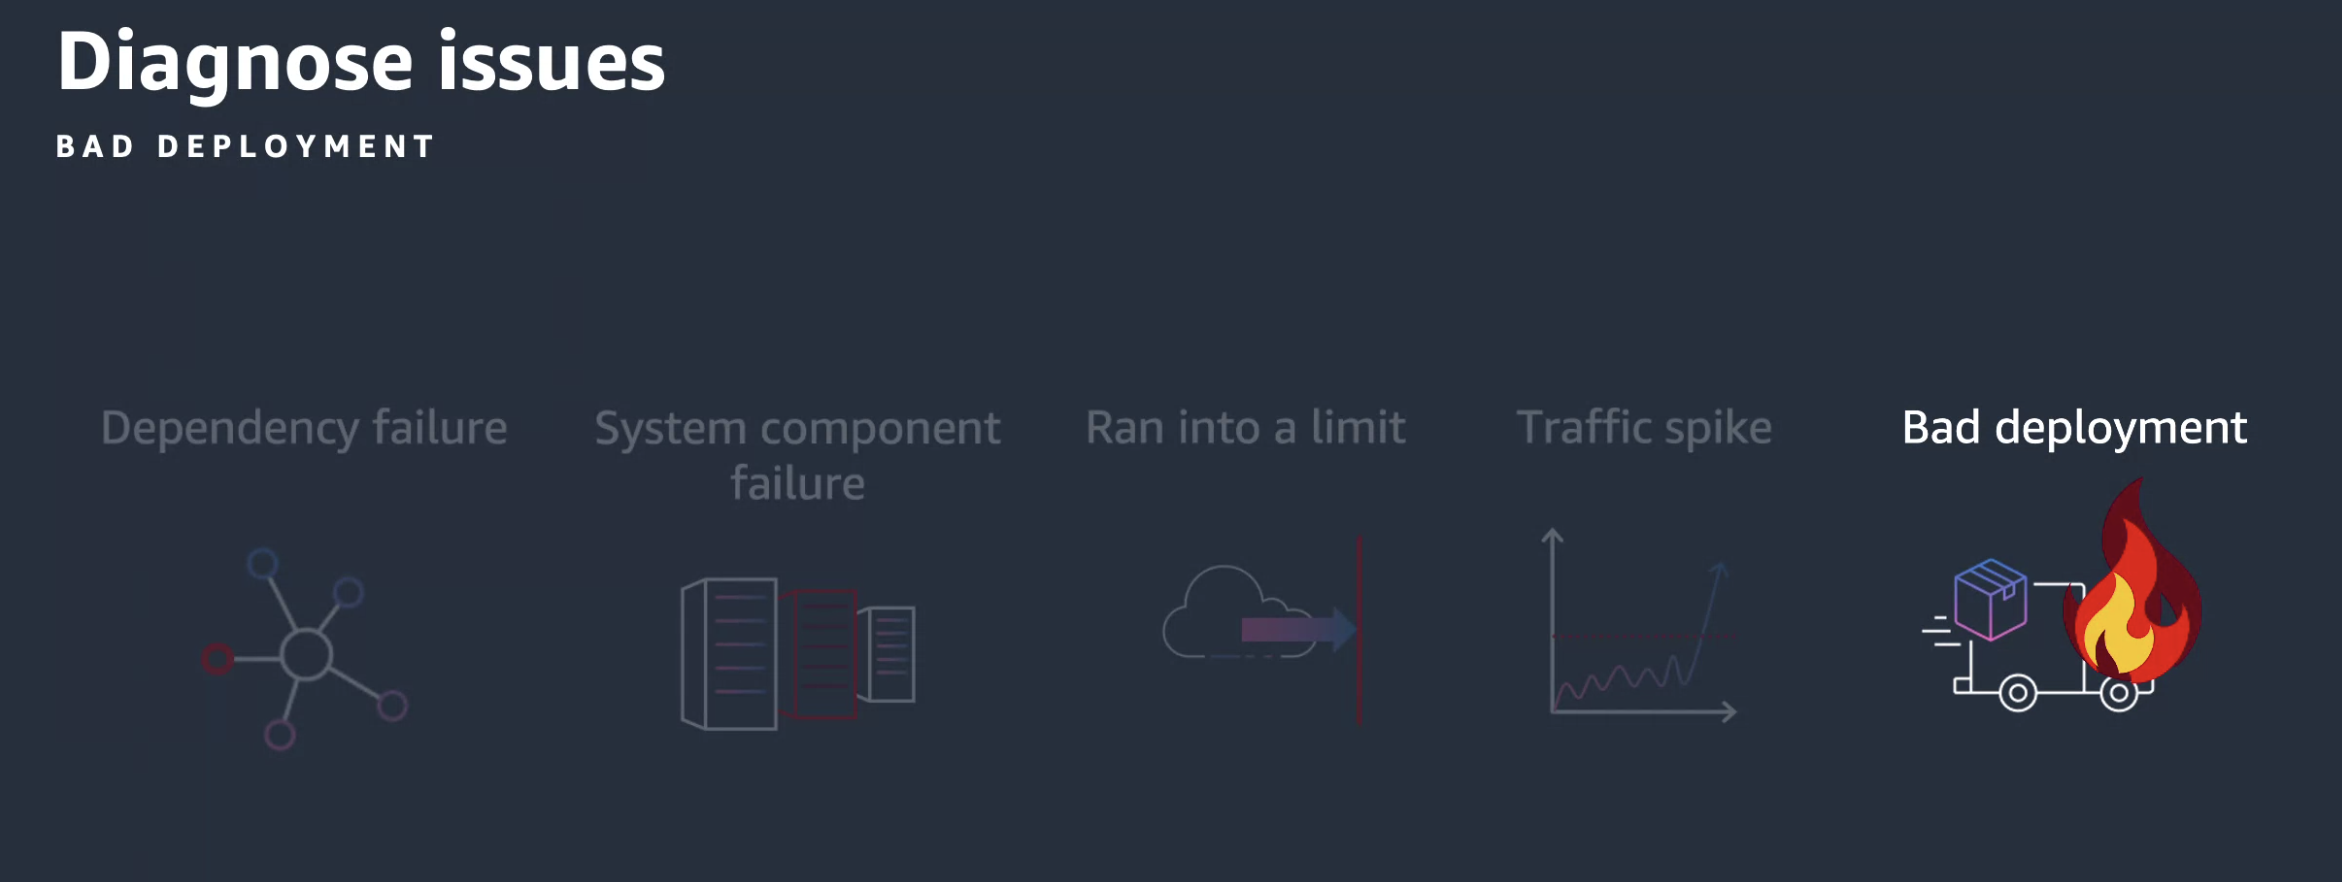 Diagnose issues
BAD DEPLOYMENT
Dependency failure
System component
failure
Ran into a limit
Traffic spike
Bad deployment